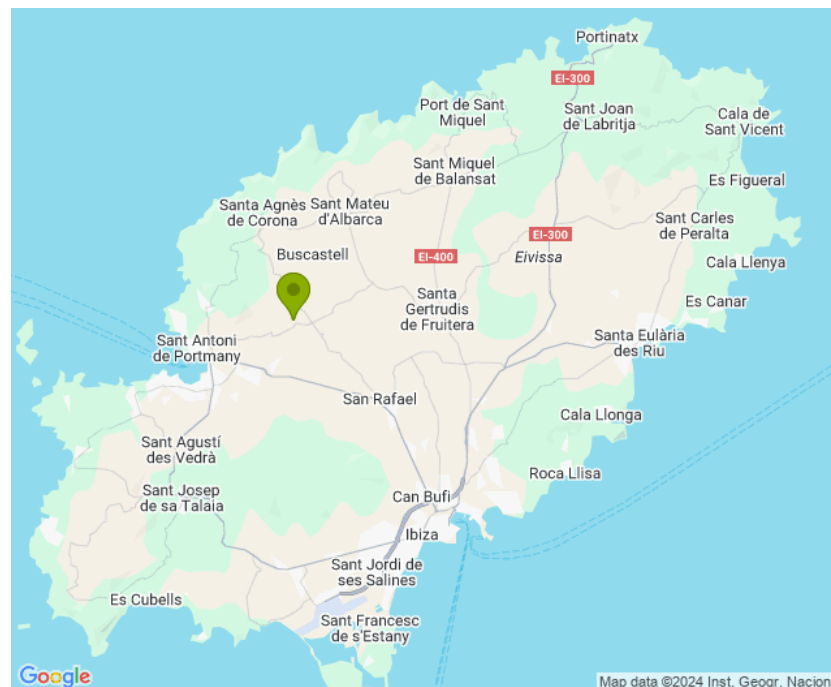 Portinatx
EI-300
Port de Sant
Miquel
Sant Joan
de Labritja
Cala de
Sant Vicent
Sant Miquel
de Balansat
Es Figueral
Santa Agnès
de Corona
Sant Mateu
d'Albarca
Sant Carles
de Peralta
EI-300
Buscastell
EI-400
Eivissa
Cala Llenya
Santa
Gertrudis
de Fruitera
Es Canar
Sant Antoni
de Portmany
Santa Eulària
des Riu
San Rafael
Cala Llonga
Sant Agustí
des Vedrà
Roca Llisa
Sant Josep
de sa Talaia
Can Bufi
Ibiza
Sant Jordi de
ses Salines
Es Cubells
Sant Francesc
de s'Estany
Google
Map data ©2024 Inst. Geogr. Nacion